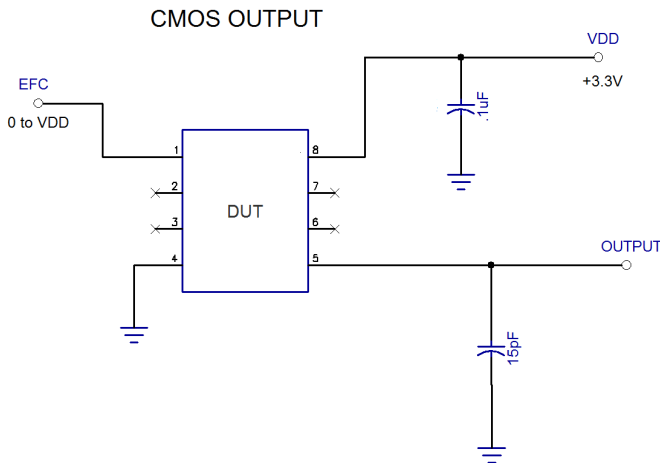 CMOS OUTPUT
VDD
+3.3V
EFC
0 to VDD
.1uF
1
8
2
7
DUT
3
6
4
5
OUTPUT
15pF